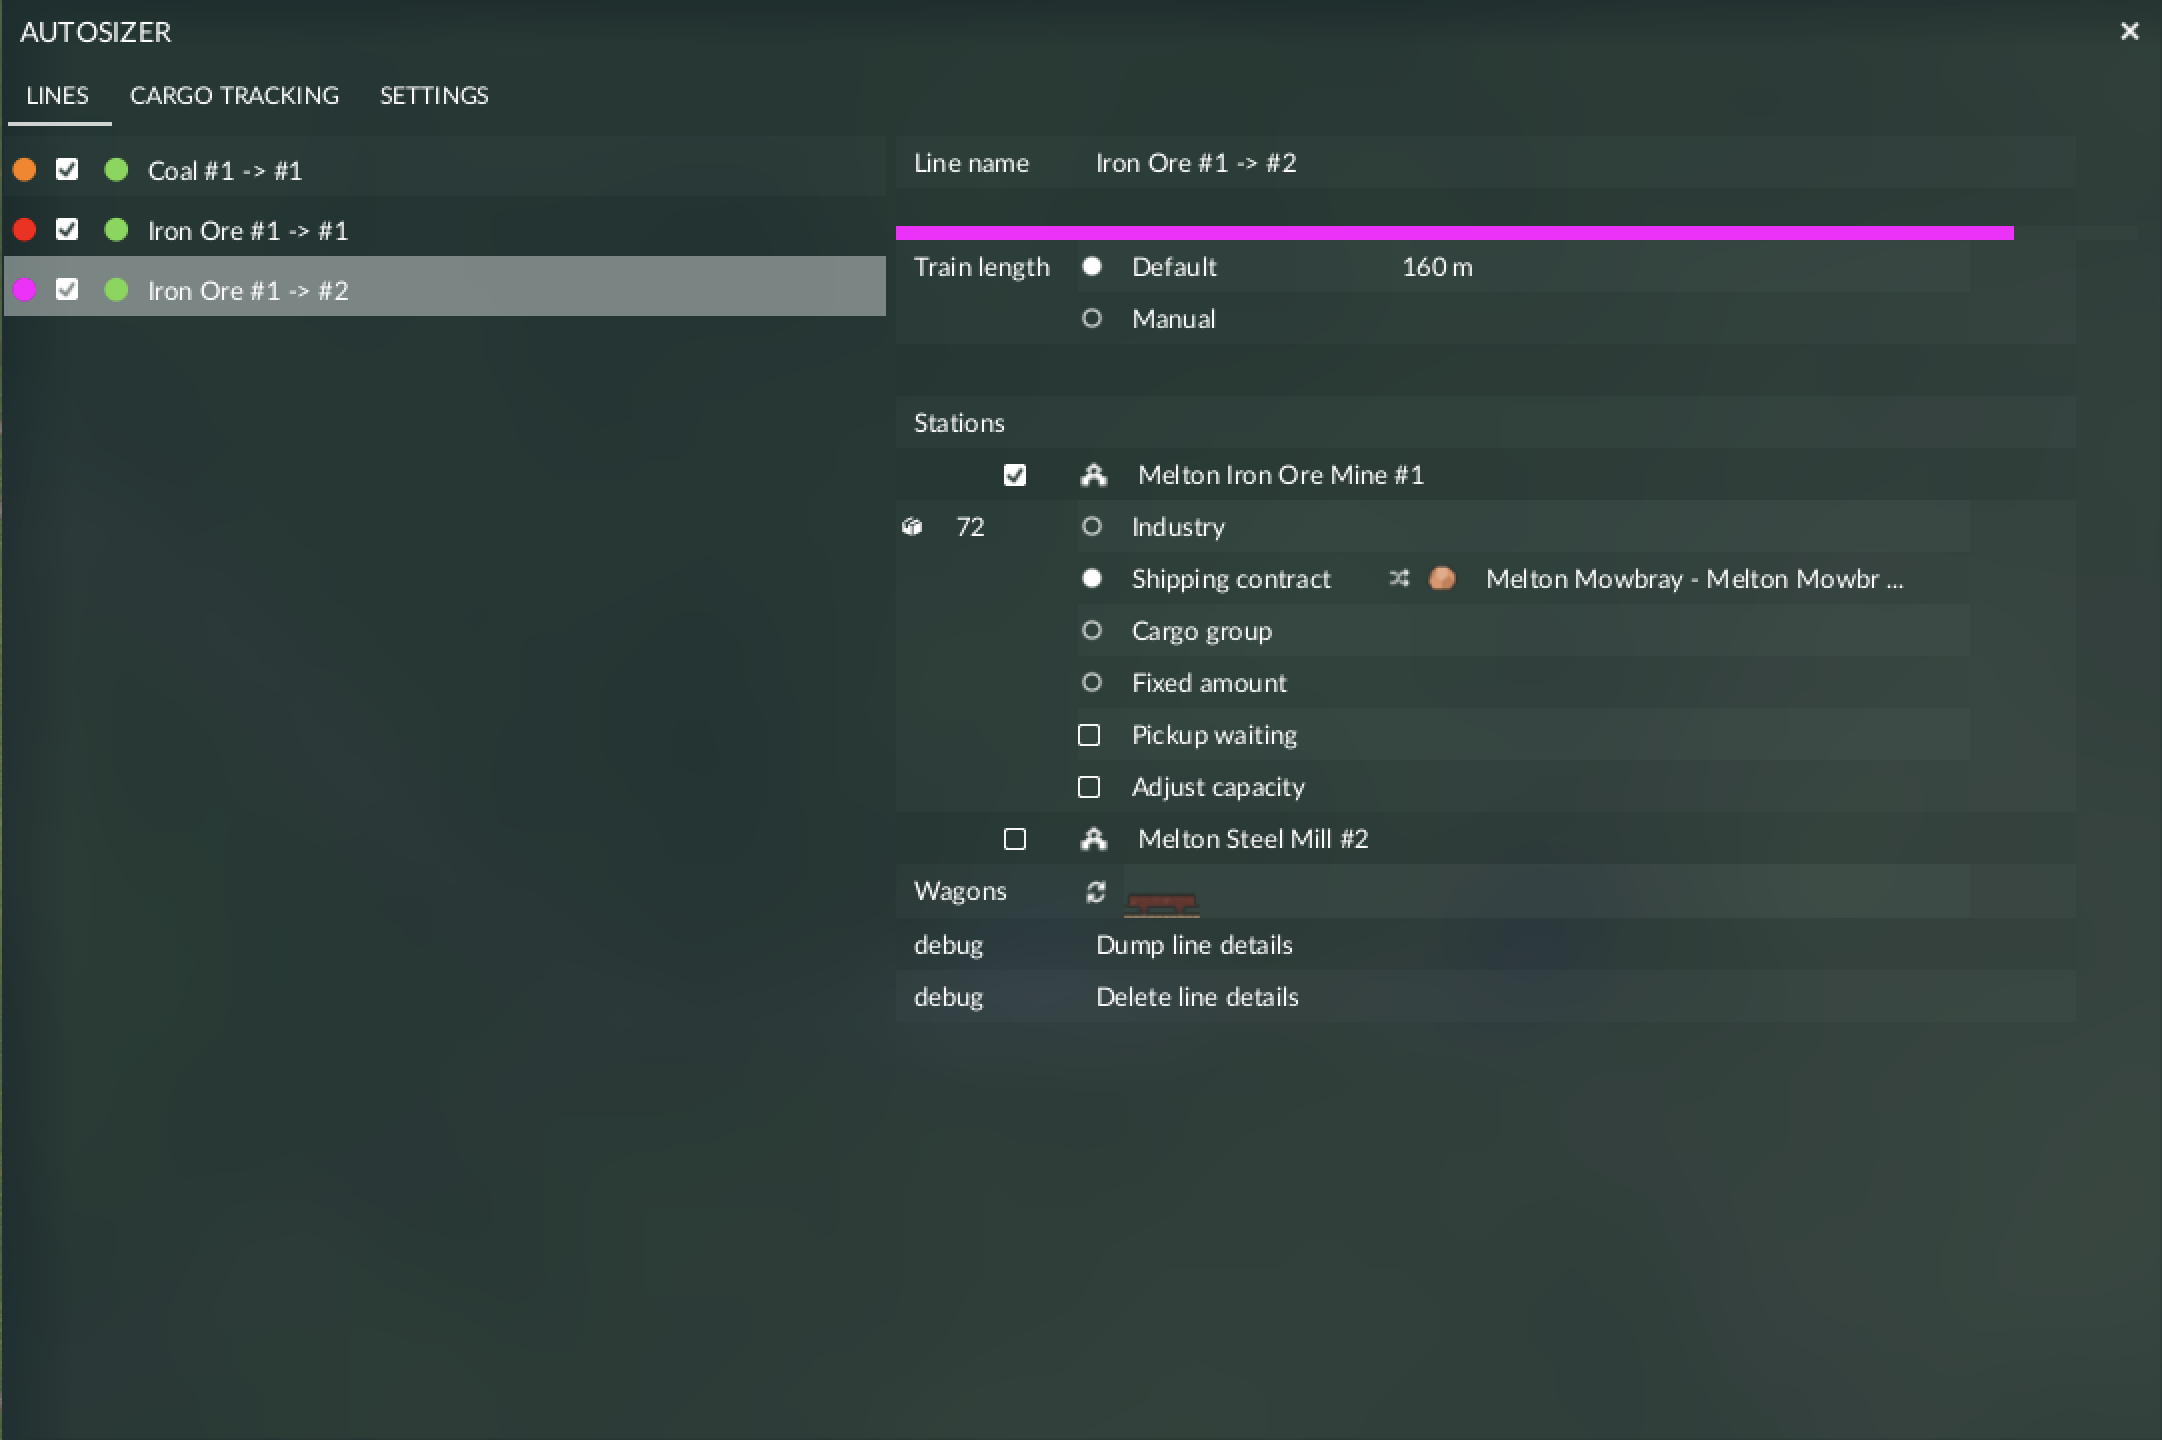 AUTOSIZER
LINES CARGO TRACKING SETTINGS
Coal #1 -> #1
Iron Ore #1 -> #1
Iron Ore #1 -> #2
Line name Iron Ore #1 -> #2
Train length Default 160 m
Manual
Stations
Melton Iron Ore Mine #1
72 Industry
Shipping contract Melton Mowbray - Melton Mowbr ...
Cargo group
Fixed amount
Pickup waiting
Adjust capacity
Melton Steel Mill #2
Wagons
debug Dump line details
debug Delete line details